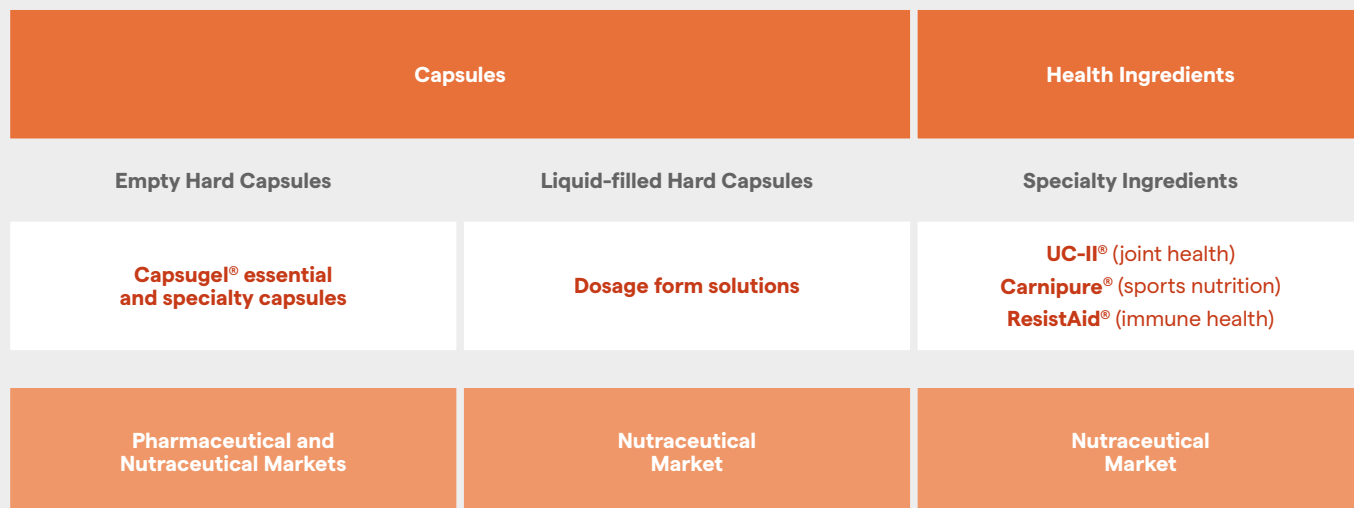 Capsules
Health Ingredients
Empty Hard Capsules
Liquid-filled Hard Capsules
Specialty Ingredients
Capsugel® essential
and specialty capsules
Dosage form solutions
UC-II® (joint health)
Carnipure® (sports nutrition)
ResistAid® (immune health)
Pharmaceutical and
Nutraceutical Markets
Nutraceutical
Market
Nutraceutical
Market